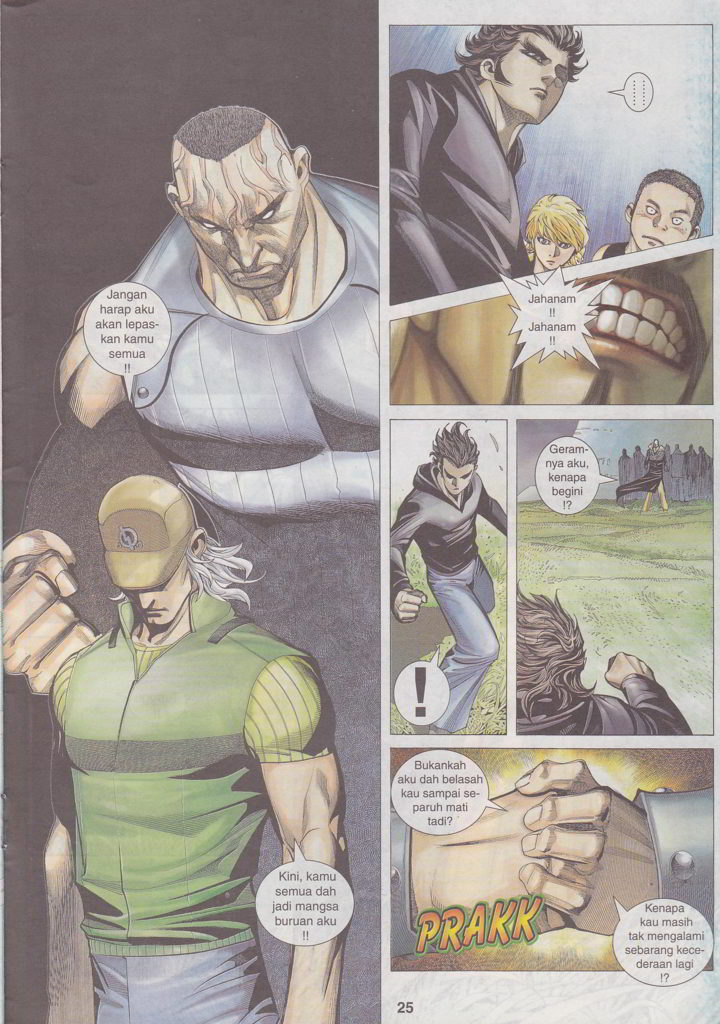 Jangan
harap aku
akan lepas-
kan kamu
semua
!!
Kini, kamu
semua dah
jadi mangsa
buruan aku
!!
Jahanam
!!
Jahanam
!!
Geram-
nya aku,
kenapa
begini
!?
!
Bukankah
aku dah belasah
kau sampai se-
paruh mati
tadi?
PRAKK
Kenapa
kau masih
tak mengalami
sebarang kece-
deraan lagi
!?
25